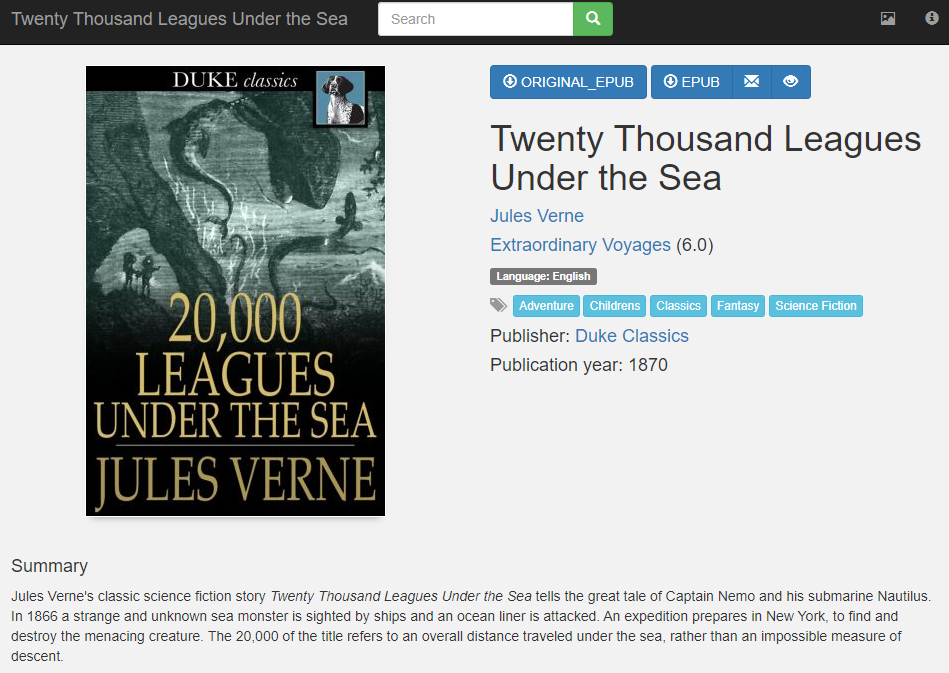 Twenty Thousand Leagues Under the Sea
Search
DUKE classics
20,000
LEAGUES
UNDER THE SEA
JULES VERNE
ORIGINAL_EPUB
EPUB
Twenty Thousand Leagues
Under the Sea
Jules Verne
Extraordinary Voyages (6.0)
Language: English
Adventure Childrens Classics Fantasy Science Fiction
Publisher: Duke Classics
Publication year: 1870
Summary
Jules Verne's classic science fiction story Twenty Thousand Leagues Under the Sea tells the great tale of Captain Nemo and his submarine Nautilus.
In 1866 a strange and unknown sea monster is sighted by ships and an ocean liner is attacked. An expedition prepares in New York, to find and
destroy the menacing creature. The 20,000 of the title refers to an overall distance traveled under the sea, rather than an impossible measure of
descent.